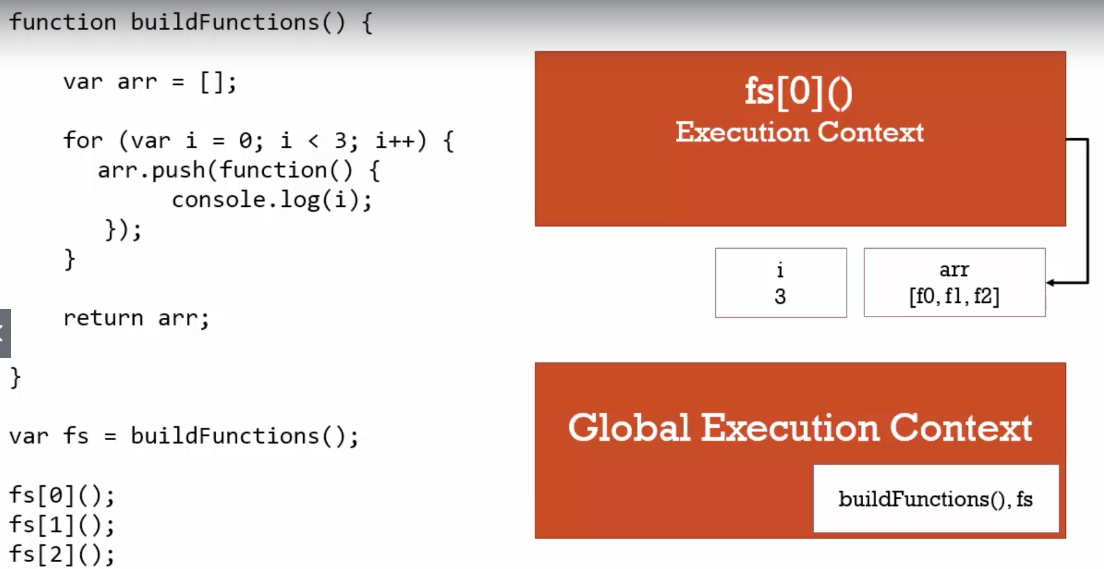 function buildFunctions() {
var arr = [];
for (var i = 0; i < 3; i++) {
arr.push(function() {
console.log(i);
});
}
return arr;
}
var fs = buildFunctions();
fs[0]();
fs[1]();
fs[2]();
fs[0]()
Execution Context
i
3
arr
[f0, f1, f2]
Global Execution Context
buildFunctions(), fs